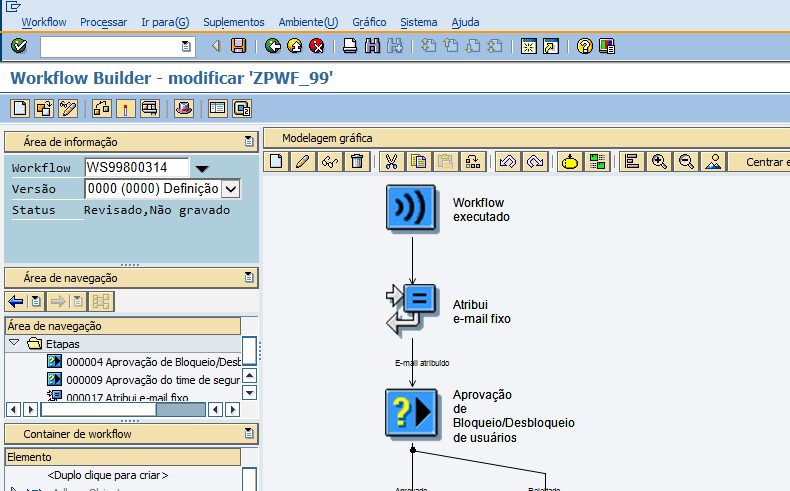 Workflow Processar Ir para(G) Suplementos Ambiente(U) Gráfico Sistema Ajuda
Workflow Builder - modificar 'ZPWF_99'
Área de informação
Workflow WS99800314
Versão 0000 (0000) Definição
Status Revisado,Não gravado
Área de navegação
Área de navegação
Etapas
000004 Aprovação de Bloqueio/Desb
000009 Aprovação do time de segur
000017 Atribui e-mail fixo
Container de workflow
Elemento
<Duplo clique para criar>
Modelagem gráfica
Centrar e
Workflow
executado
Atribui
e-mail fixo
E-mail atribuído
Aprovação
de
Bloqueio/Desbloqueio
de usuários